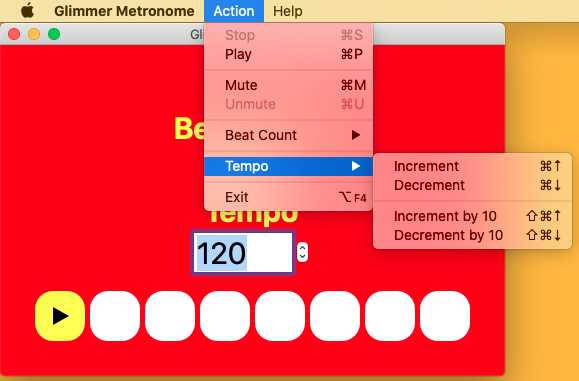 Glimmer Metronome Action Help
Gli
Stop ⌘S
Play ⌘P
Mute ⌘M
Unmute ⌘U
Beat Count
Tempo
Exit ⌥F4
Increment ⌘↑
Decrement ⌘↓
Increment by 10 ⇧⌘↑
Decrement by 10 ⇧⌘↓
Be
Tempo
120